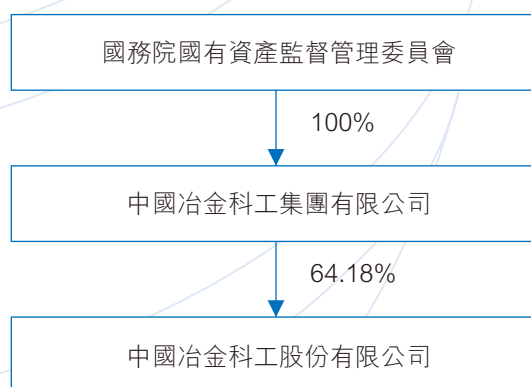 國務院國有資產監督管理委員會
100%
中國冶金科工集團有限公司
64.18%
中國冶金科工股份有限公司